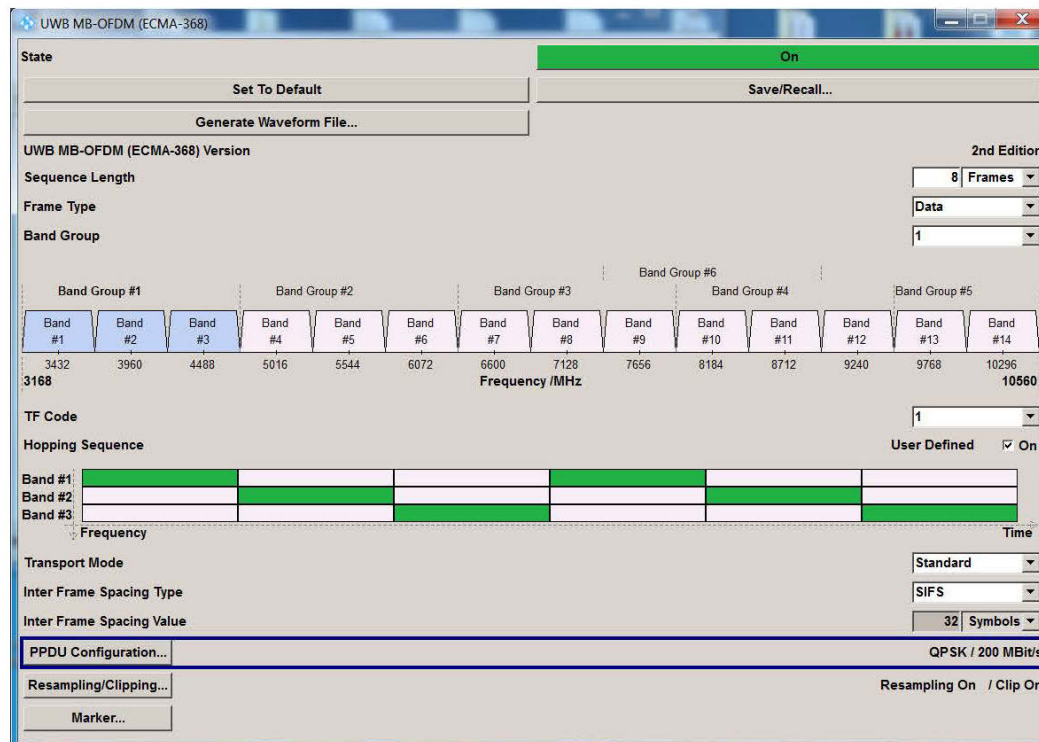 UWB MB-OFDM (ECMA-368)
State On
Set To Default Save/Recall...
Generate Waveform File...
UWB MB-OFDM (ECMA-368) Version 2nd Edition
Sequence Length 8 Frames
Frame Type Data
Band Group 1
Band Group #6
Band Group #1 Band Group #2 Band Group #3 Band Group #4 Band Group #5
Band Band Band Band Band Band Band Band Band Band Band Band Band Band
#1 #2 #3 #4 #5 #6 #7 #8 #9 #10 #11 #12 #13 #14
3432 3960 4488 5016 5544 6072 6600 7128 7656 8184 8712 9240 9768 10296
3168 Frequency /MHz 10560
TF Code 1
Hopping Sequence User Defined On
Band #1
Band #2
Band #3
Frequency Time
Transport Mode Standard
Inter Frame Spacing Type SIFS
Inter Frame Spacing Value 32 Symbols
PPDU Configuration... QPSK / 200 MBit/s
Resampling/Clipping... Resampling On / Clip On
Marker...